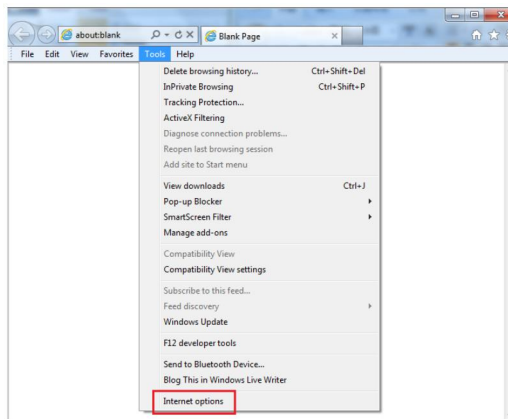 about:blank
Blank Page
File Edit View Favorites Tools Help
Delete browsing history... Ctrl+Shift+Del
InPrivate Browsing Ctrl+Shift+P
Tracking Protection...
ActiveX Filtering
Diagnose connection problems...
Reopen last browsing session
Add site to Start menu
View downloads Ctrl+J
Pop-up Blocker
SmartScreen Filter
Manage add-ons
Compatibility View
Compatibility View settings
Subscribe to this feed...
Feed discovery
Windows Update
F12 developer tools
Send to Bluetooth Device...
Blog This in Windows Live Writer
Internet options